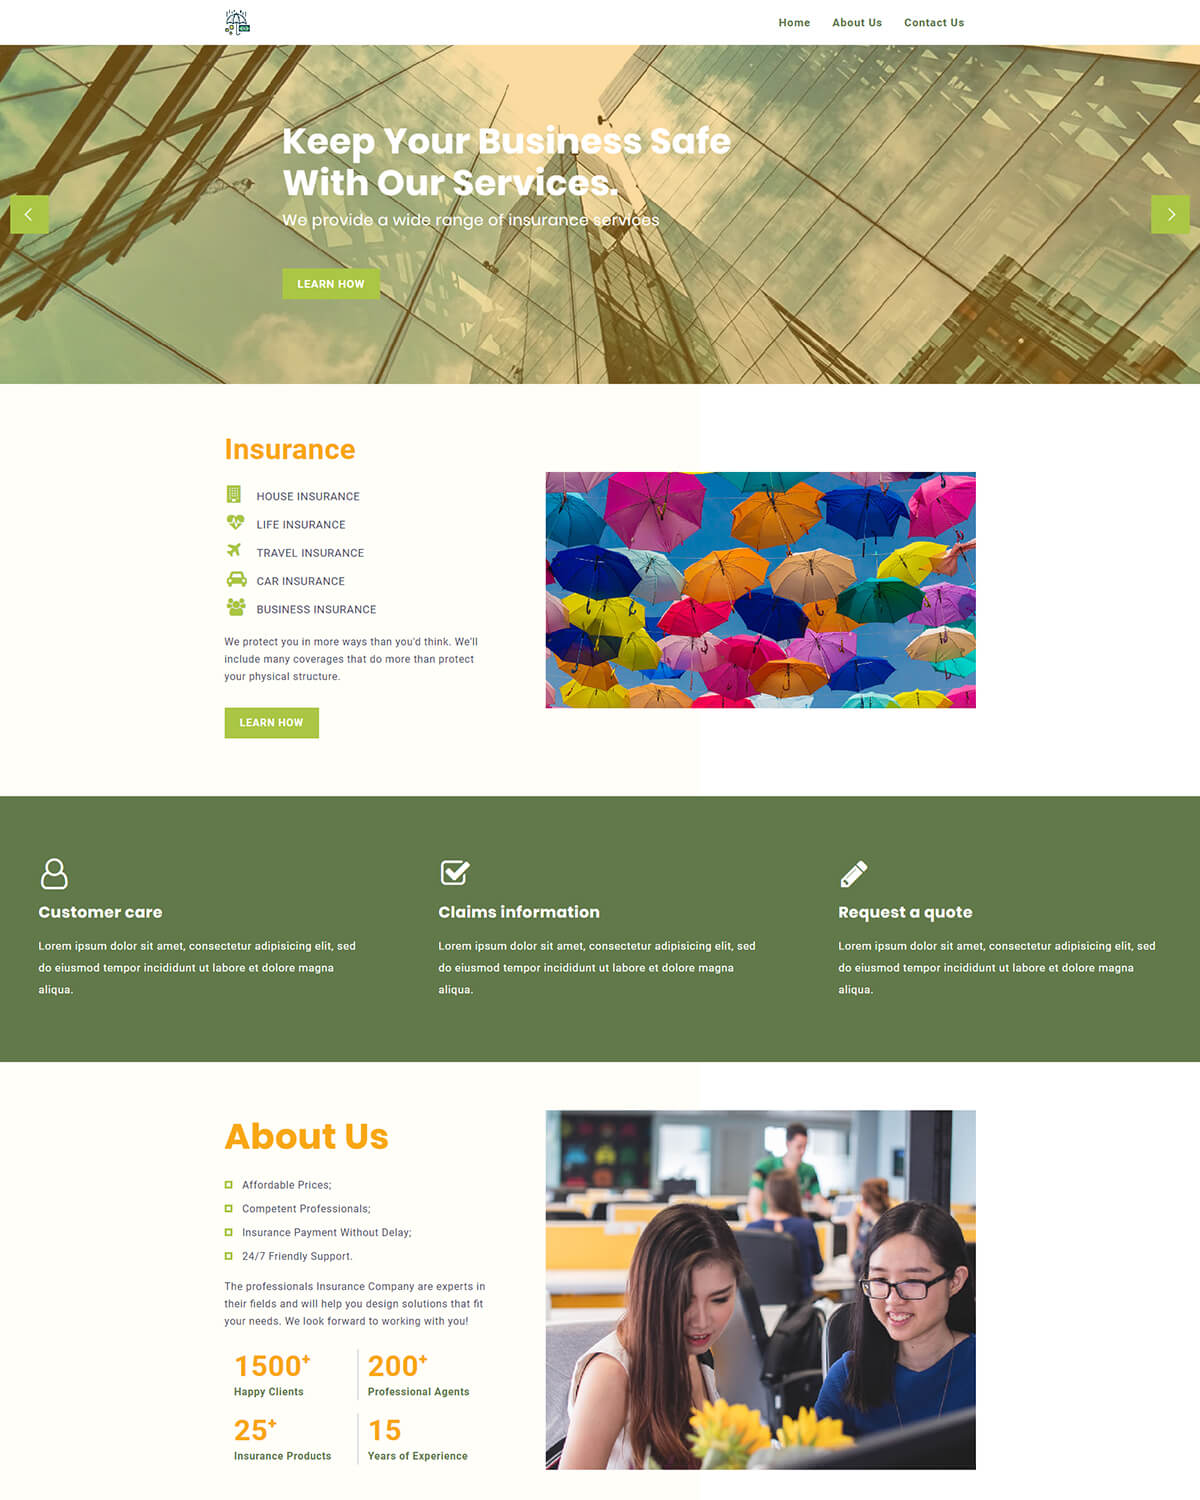 Home About Us Contact Us
Keep Your Business Safe
With Our Services.
We provide a wide range of insurance services
LEARN HOW
Insurance
HOUSE INSURANCE
LIFE INSURANCE
TRAVEL INSURANCE
CAR INSURANCE
BUSINESS INSURANCE
We protect you in more ways than you'd think. We'll
include many coverages that do more than protect
your physical structure.
LEARN HOW
Customer care
Lorem ipsum dolor sit amet, consectetur adipisicing elit, sed
do eiusmod tempor incididunt ut labore et dolore magna
aliqua.
Claims information
Lorem ipsum dolor sit amet, consectetur adipisicing elit, sed
do eiusmod tempor incididunt ut labore et dolore magna
aliqua.
Request a quote
Lorem ipsum dolor sit amet, consectetur adipisicing elit, sed
do eiusmod tempor incididunt ut labore et dolore magna
aliqua.
About Us
Affordable Prices;
Competent Professionals;
Insurance Payment Without Delay;
24/7 Friendly Support.
The professionals Insurance Company are experts in
their fields and will help you design solutions that fit
your needs. We look forward to working with you!
1500+
Happy Clients
200+
Professional Agents
25+
Insurance Products
15
Years of Experience